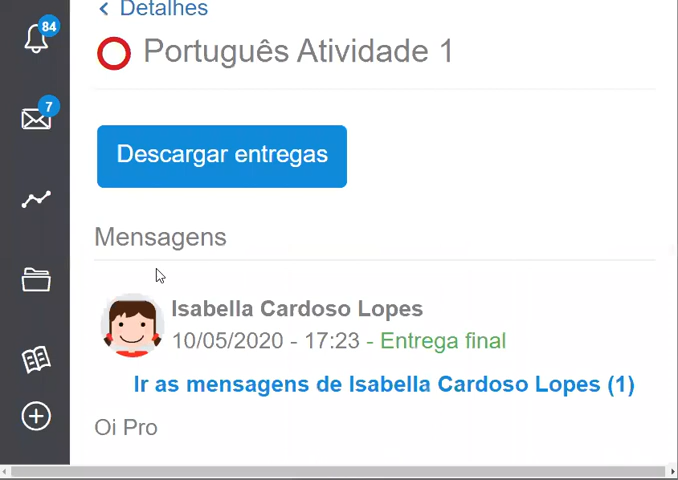 84
Detalhes
Português Atividade 1
7
Descargar entregas
Mensagens
Isabella Cardoso Lopes
10/05/2020 - 17:23 - Entrega final
Ir as mensagens de Isabella Cardoso Lopes (1)
Oi Pro